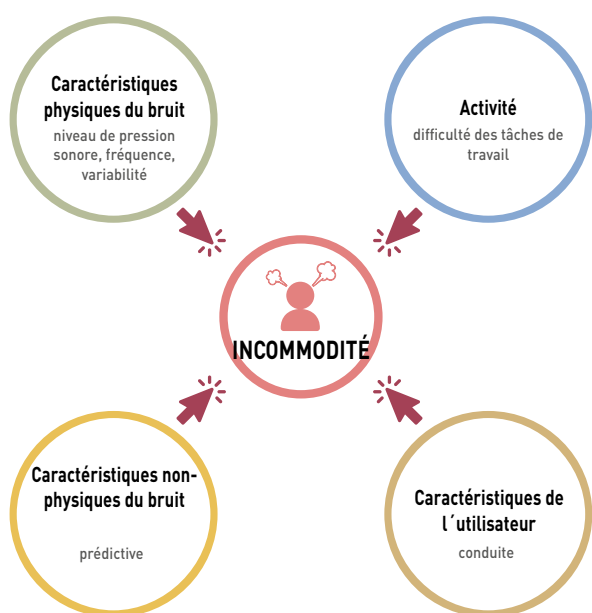 Caractéristiques
physiques du bruit
niveau de pression
sonore, fréquence,
variabilité
Activité
difficulté des tâches de
travail
INCOMMODITÉ
Caractéristiques non-
physiques du bruit
prédictive
Caractéristiques de
l´utilisateur
conduite